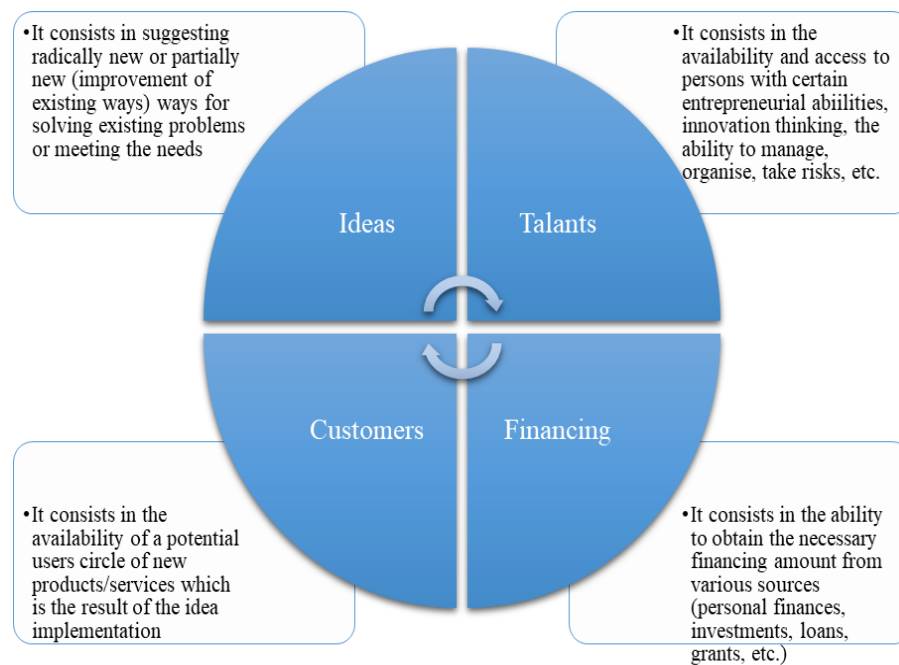 •It consists in suggesting
radically new or partially
new (improvement of
existing ways) ways for
solving existing problems
or meeting the needs
•It consists in the
availability and access to
persons with certain
entrepreneurial abiilities,
innovation thinking, the
ability to manage,
organise, take risks, etc.
Ideas
Talants
Customers
Financing
•It consists in the
availability of a potential
users circle of new
products/services which
is the result of the idea
implementation
•It consists in the ability
to obtain the necessary
financing amount from
various sources
(personal finances,
investments, loans,
grants, etc.)